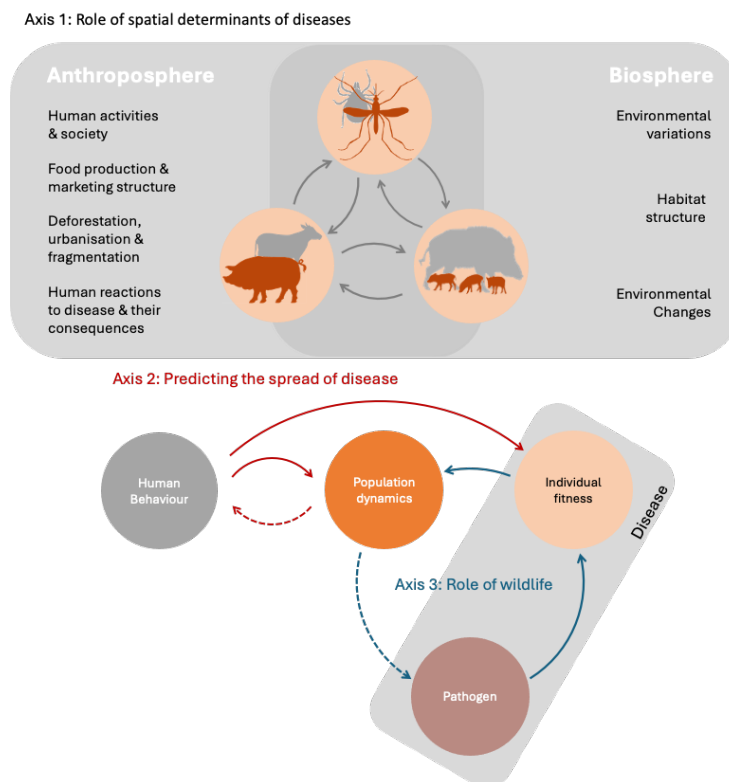 Axis 1: Role of spatial determinants of diseases
Anthroposphere
Biosphere
Human activities
& society
Food production &
marketing structure
Deforestation,
urbanisation &
fragmentation
Human reactions
to disease & their
consequences
Environmental
variations
Habitat
structure
Environmental
Changes
Axis 2: Predicting the spread of disease
Human
Behaviour
Population
dynamics
Individual
fitness
Disease
Axis 3: Role of wildlife
Pathogen